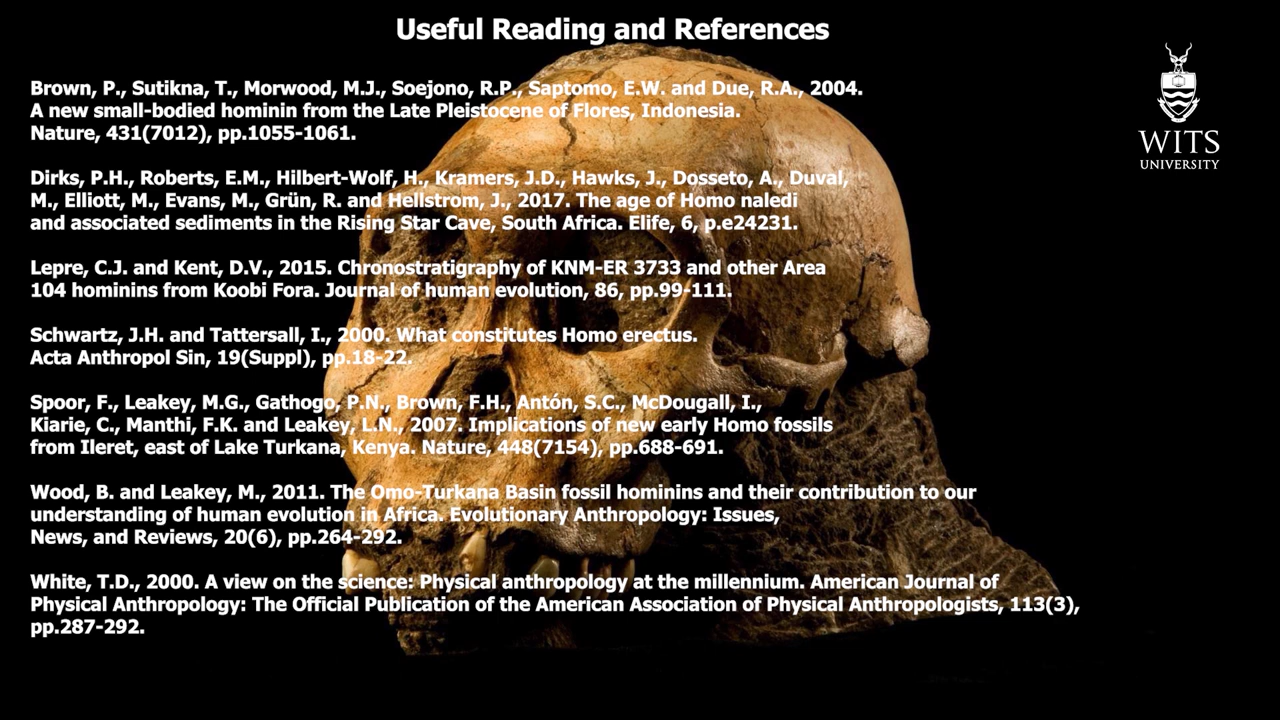 Useful Reading and References
WITS
UNIVERSITY
Brown, P., Sutikna, T., Morwood, M.J., Soejono, R.P., Saptomo, E.W. and Due, R.A., 2004.
A new small-bodied hominin from the Late Pleistocene of Flores, Indonesia.
Nature, 431(7012), pp.1055-1061.
Dirks, P.H., Roberts, E.M., Hilbert-Wolf, H., Kramers, J.D., Hawks, J., Dosseto, A., Duval,
M., Elliott, M., Evans, M., Grün, R. and Hellstrom, J., 2017. The age of Homo naledi
and associated sediments in the Rising Star Cave, South Africa. Elife, 6, p.e24231.
Lepre, C.J. and Kent, D.V., 2015. Chronostratigraphy of KNM-ER 3733 and other Area
104 hominins from Koobi Fora. Journal of human evolution, 86, pp.99-111.
Schwartz, J.H. and Tattersall, I., 2000. What constitutes Homo erectus.
Acta Anthropol Sin, 19(Suppl), pp.18-22.
Spoor, F., Leakey, M.G., Gathogo, P.N., Brown, F.H., Antón, S.C., McDougall, I.,
Kiarie, C., Manthi, F.K. and Leakey, L.N., 2007. Implications of new early Homo fossils
from Ileret, east of Lake Turkana, Kenya. Nature, 448(7154), pp.688-691.
Wood, B. and Leakey, M., 2011. The Omo-Turkana Basin fossil hominins and their contribution to our
understanding of human evolution in Africa. Evolutionary Anthropology: Issues,
News, and Reviews, 20(6), pp.264-292.
White, T.D., 2000. A view on the science: Physical anthropology at the millennium. American Journal of
Physical Anthropology: The Official Publication of the American Association of Physical Anthropologists, 113(3),
pp.287-292.